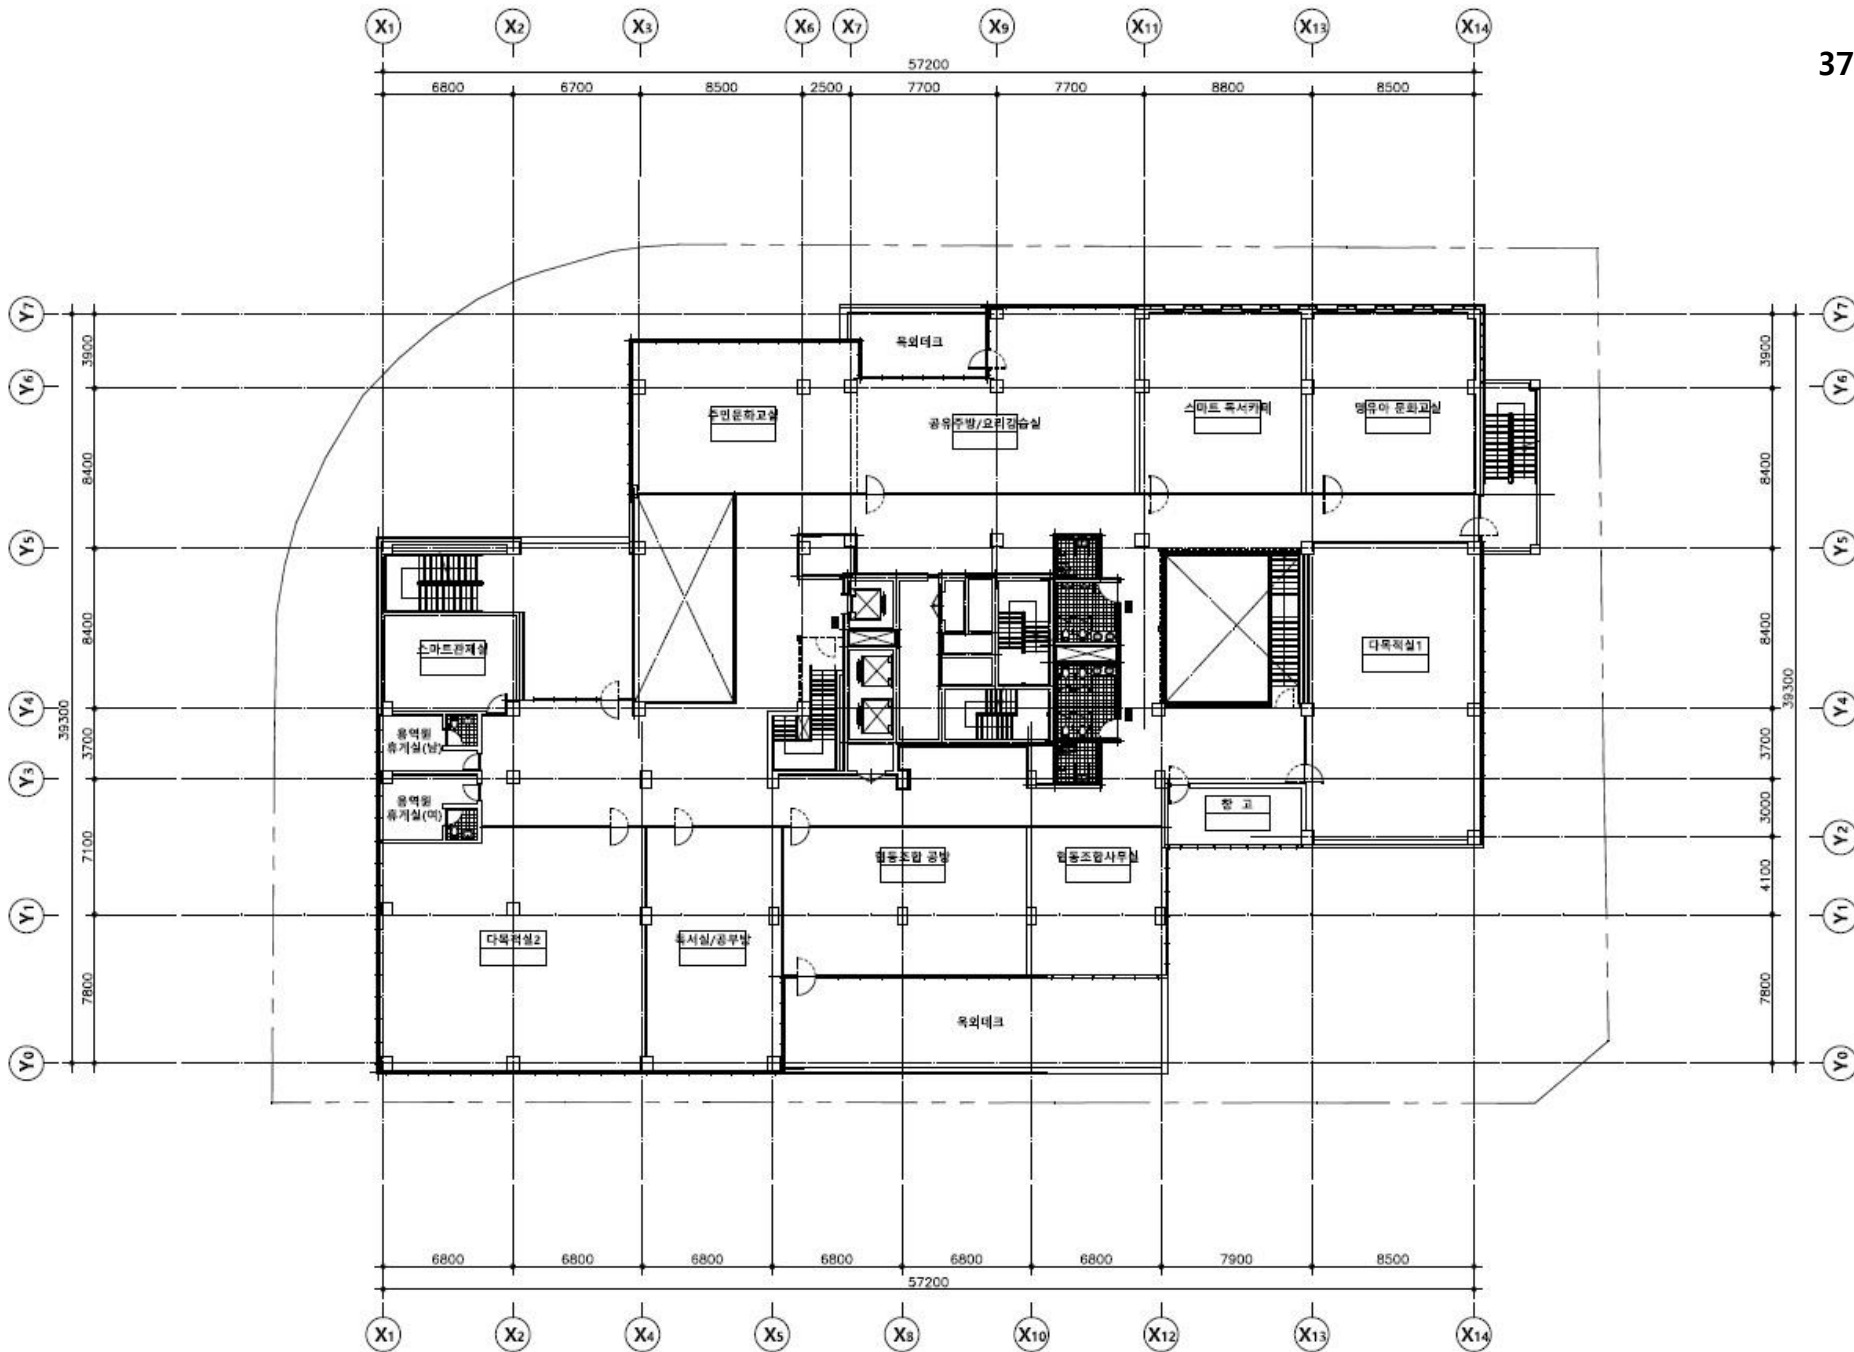 X1 X2 X3 X6 X7 X9 X11 X13 X14
37
57200
6800 6700 8500 2500 7700 7700 8800 8500
Y7 Y7
3900 옥외데크 3900
Y6 Y6
주민문화교실 공유주방/요리강습실 스마트 독서카페 영유아 문화교실
8400 8400
Y5 Y5
8400 스마트관제실 다목적실1 8400
Y4 Y4
39300 39300
3700 용역원 3700
휴게실(남)
Y3 Y3
용역원 창 고 3000
휴게실(여)
Y2
7100 협동조합 공방 협동조합사무실 4100
Y1 Y1
다목적실2 독서실/공부방
7800 7800
옥외데크
Y0 Y0
6800 6800 6800 6800 6800 6800 7900 8500
57200
X1 X2 X4 X5 X8 X10 X12 X13 X14